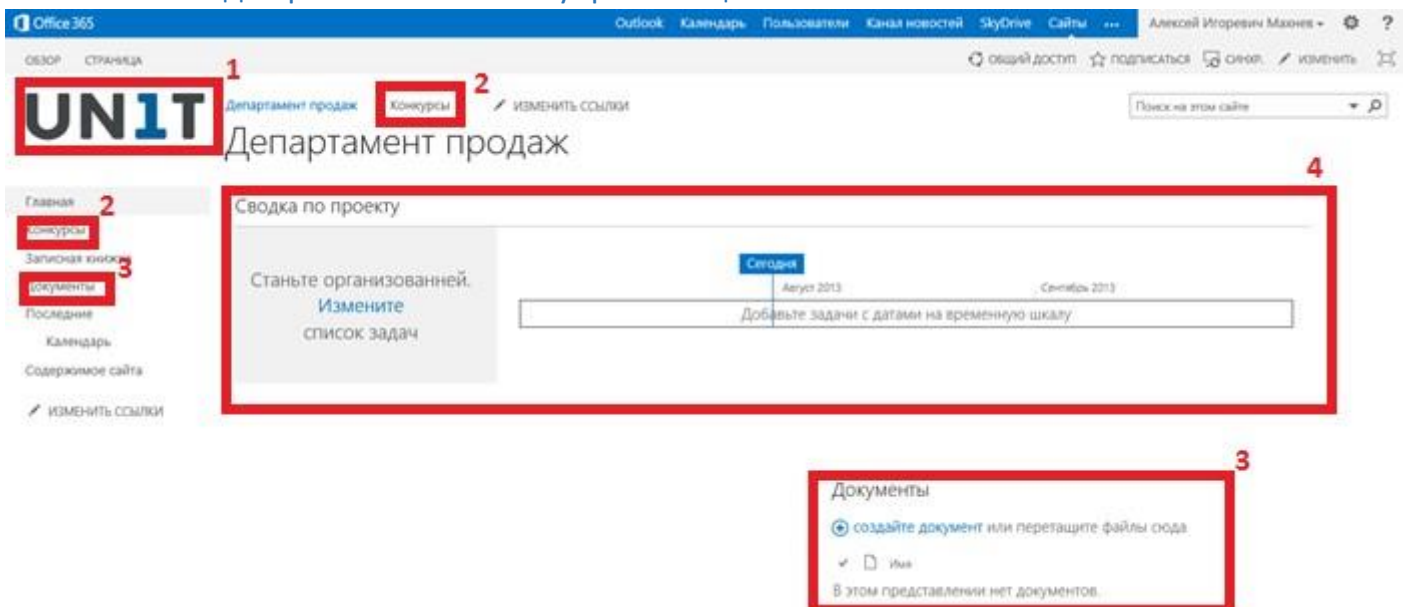 Office 365 Outlook Календарь Пользователи Канал новостей SkyDrive Сайты ... Алексей Игоревич Махнев ?
ОБЗОР СТРАНИЦА ОБЩИЙ ДОСТУП ПОДПИСАТЬСЯ СИНХР. ИЗМЕНИТЬ
1
2
UN1T Департамент продаж Конкурсы ИЗМЕНИТЬ ССЫЛКИ Поиск на этом сайте
Департамент продаж
4
Главная 2 Сводка по проекту
Конкурсы
Записная книжка
3
Документы
Последние
Календарь
Содержимое сайта
ИЗМЕНИТЬ ССЫЛКИ
Станьте организованней.
Измените
список задач
Сегодня
Август 2013 Сентябрь 2013
Добавьте задачи с датами на временную шкалу
3
Документы
создайте документ или перетащите файлы сюда
Имя
В этом представлении нет документов.